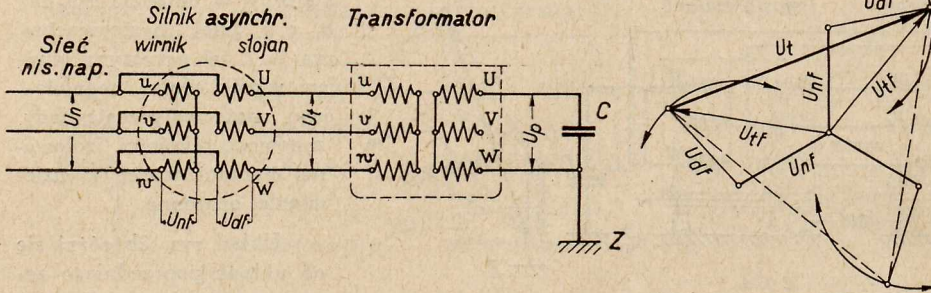 Sieć
nis. nap.
Silnik asynchr.
wirnik stojan
Transformator
u U
v V
w W
Un
UnF UdF
Ut
u U
v V
w W
Up
C
Z
UdF
Ut
UnF
UtF
UtF
UnF
UdF